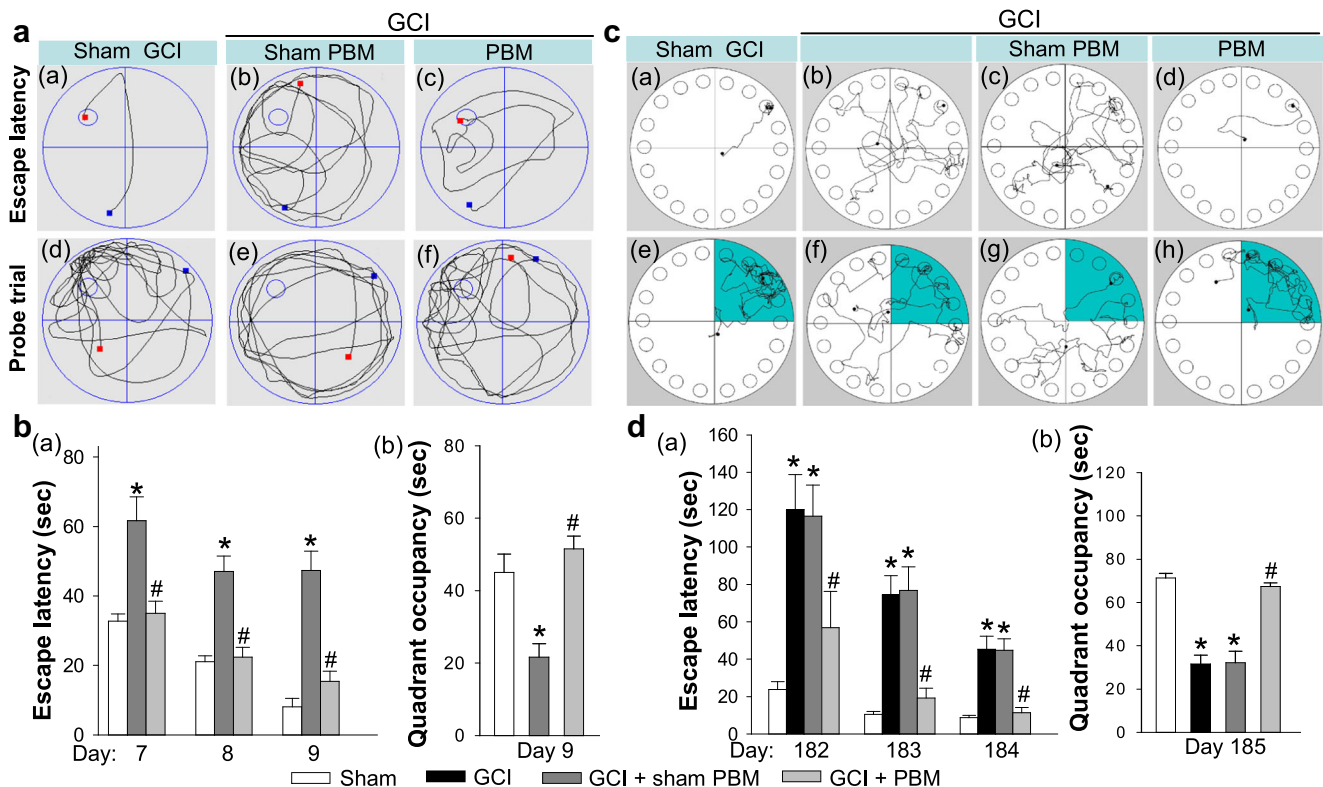 a
GCI
Sham GCI
Sham PBM
PBM
Escape latency
(a)
(b)
(c)
Probe trial
(d)
(e)
(f)
c
GCI
Sham GCI
Sham PBM
PBM
(a)
(b)
(c)
(d)
(e)
(f)
(g)
(h)
b
(a)
Escape latency (sec)
80
60
40
20
0
*
#
*
#
*
#
Day: 7 8 9
(b)
Quadrant occupancy (sec)
80
60
40
20
0
*
#
Day 9
d
(a)
Escape latency (sec)
160
140
120
100
80
60
40
20
0
* *
#
* *
#
* *
#
Day: 182 183 184
(b)
Quadrant occupancy (sec)
120
100
80
60
40
20
0
* *
#
Day 185
Sham GCI GCI + sham PBM GCI + PBM